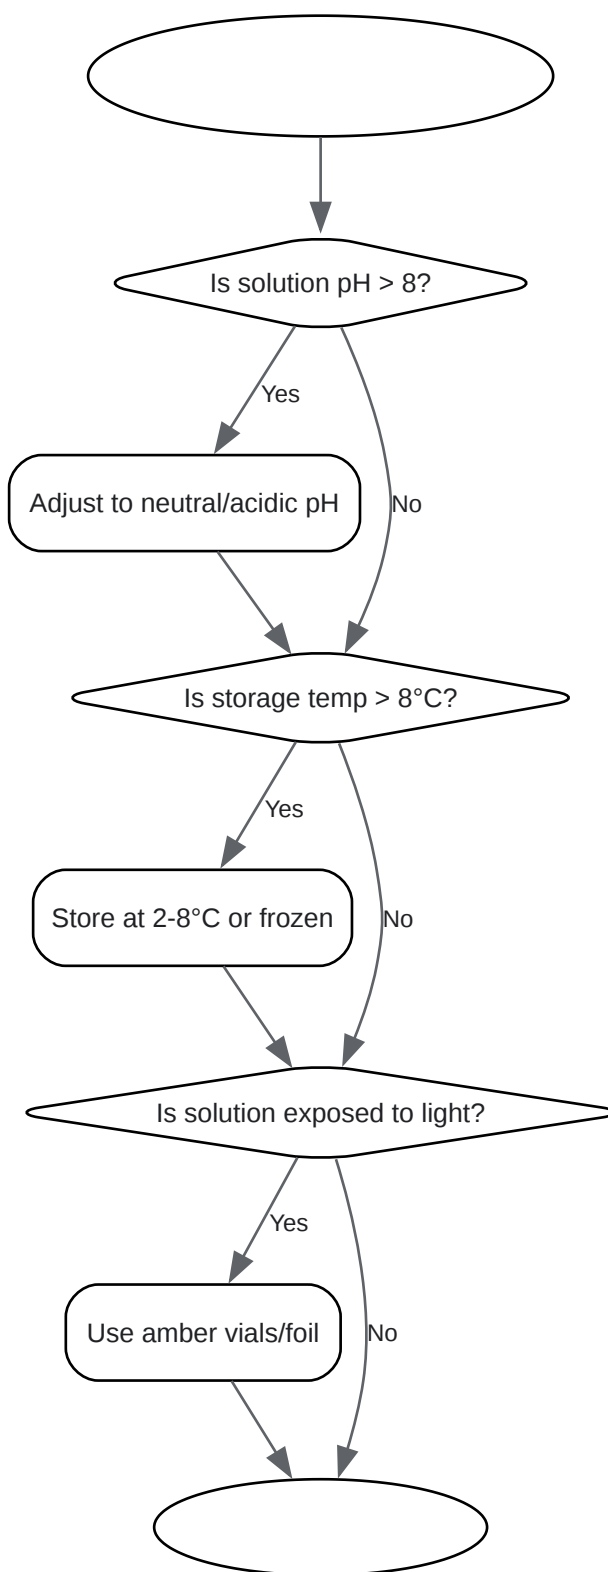 Is solution pH > 8?
Yes
Adjust to neutral/acidic pH
No
Is storage temp > 8°C?
Yes
Store at 2-8°C or frozen
No
Is solution exposed to light?
Yes
Use amber vials/foil
No